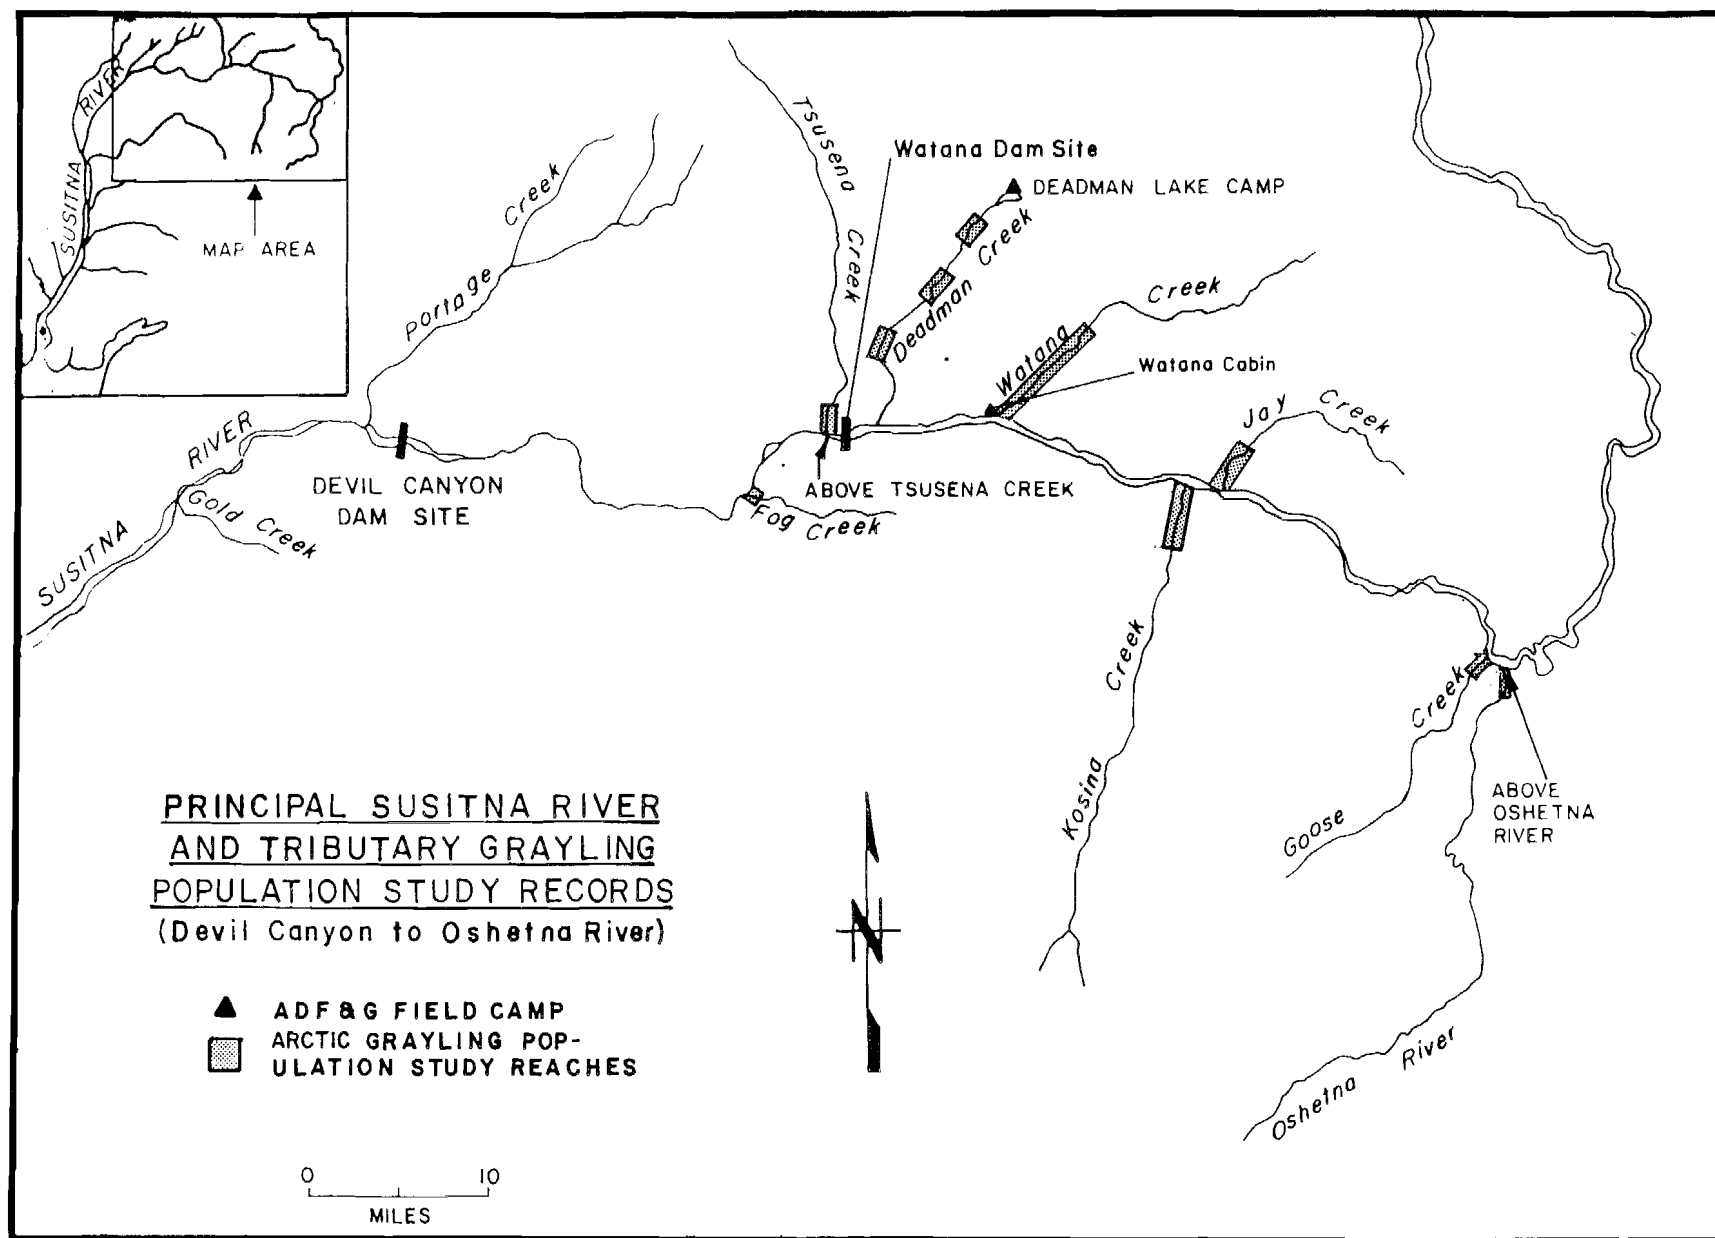 RIVER
SUSITNA
MAP AREA
Tsusena
Creek
Watana Dam Site
DEADMAN LAKE CAMP
Deadman Creek
Portage Creek
Watana Creek
Watana Cabin
Jay Creek
SUSITNA RIVER
Gold Creek
DEVIL CANYON
DAM SITE
ABOVE TSUSENA CREEK
Fog Creek
Kosina Creek
Goose Creek
ABOVE
OSHETNA
RIVER
Oshetna River
PRINCIPAL SUSITNA RIVER
AND TRIBUTARY GRAYLING
POPULATION STUDY RECORDS
(Devil Canyon to Oshetna River)
N
ADF&G FIELD CAMP
ARCTIC GRAYLING POP-
ULATION STUDY REACHES
0 10
MILES